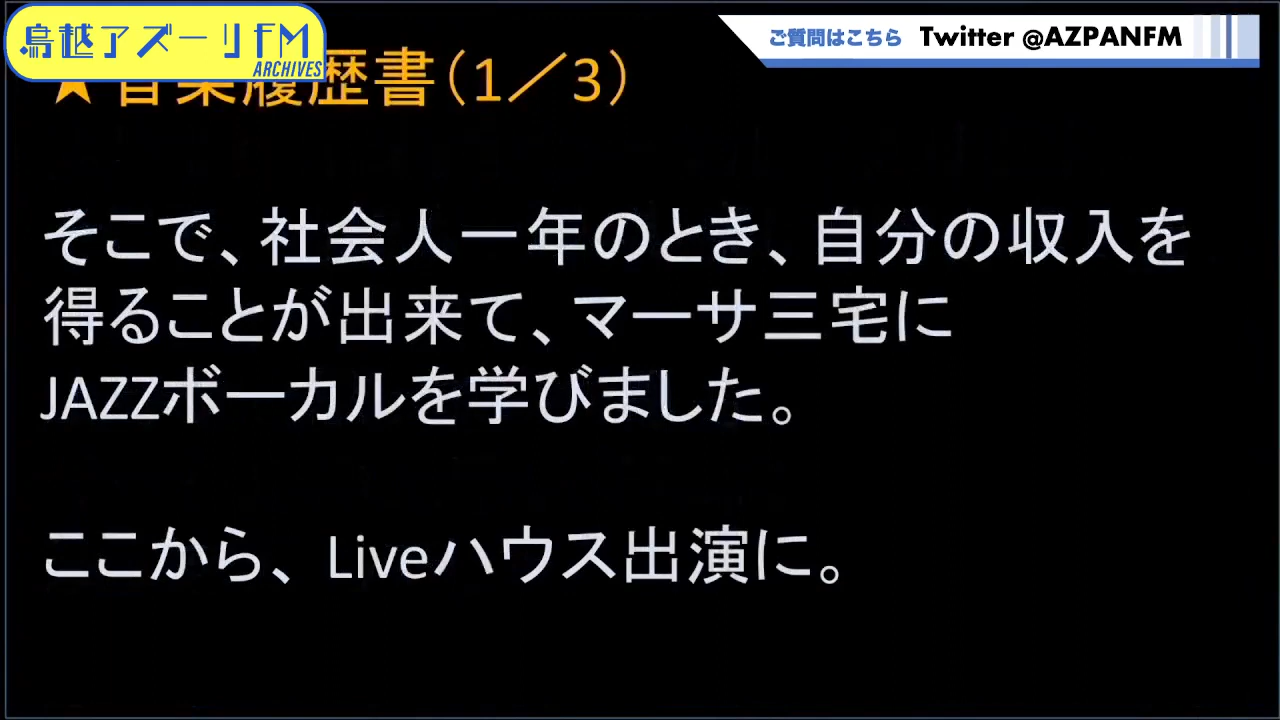 鳥越アズーリFM
ARCHIVES
ご質問はこちら Twitter @AZPANFM
★音楽履歴書(1／3)
そこで、社会人一年のとき、自分の収入を
得ることが出来て、マーサ三宅に
JAZZボーカルを学びました。
ここから、Liveハウス出演に。